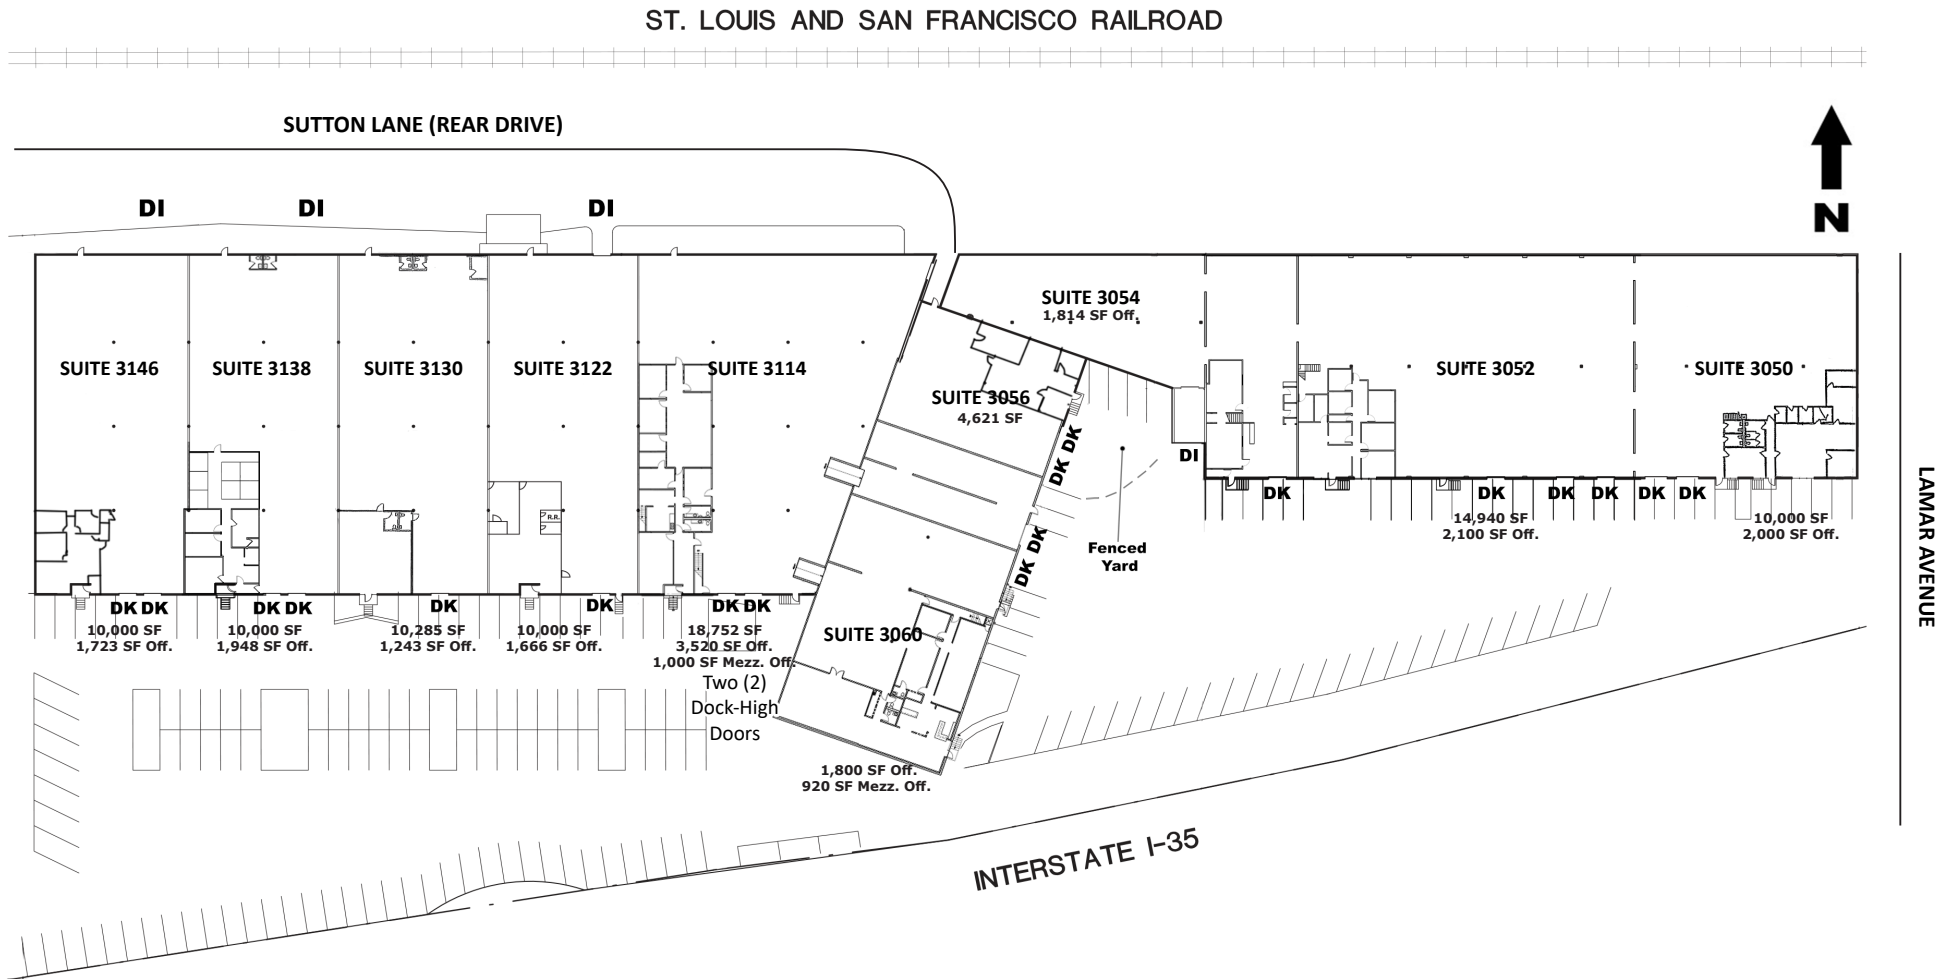 ST. LOUIS AND SAN FRANCISCO RAILROAD
SUTTON LANE (REAR DRIVE)
N
DI
DI
DI
SUITE 3054
1,814 SF Off.
SUITE 3146
SUITE 3138
SUITE 3130
SUITE 3122
SUITE 3114
SUITE 3056
4,621 SF
SUITE 3052
SUITE 3050
DK DK
DI
DK
DK
DK
DK
DK
DK
14,940 SF
2,100 SF Off.
10,000 SF
2,000 SF Off.
LAMAR AVENUE
R.R.
Fenced
Yard
DK DK
DK DK
DK DK
DK
DK
DK DK
10,000 SF
1,723 SF Off.
10,000 SF
1,948 SF Off.
10,285 SF
1,243 SF Off.
10,000 SF
1,666 SF Off.
18,752 SF
3,520 SF Off.
1,000 SF Mezz. Off.
Two (2)
Dock-High
Doors
SUITE 3060
1,800 SF Off.
920 SF Mezz. Off.
INTERSTATE I-35